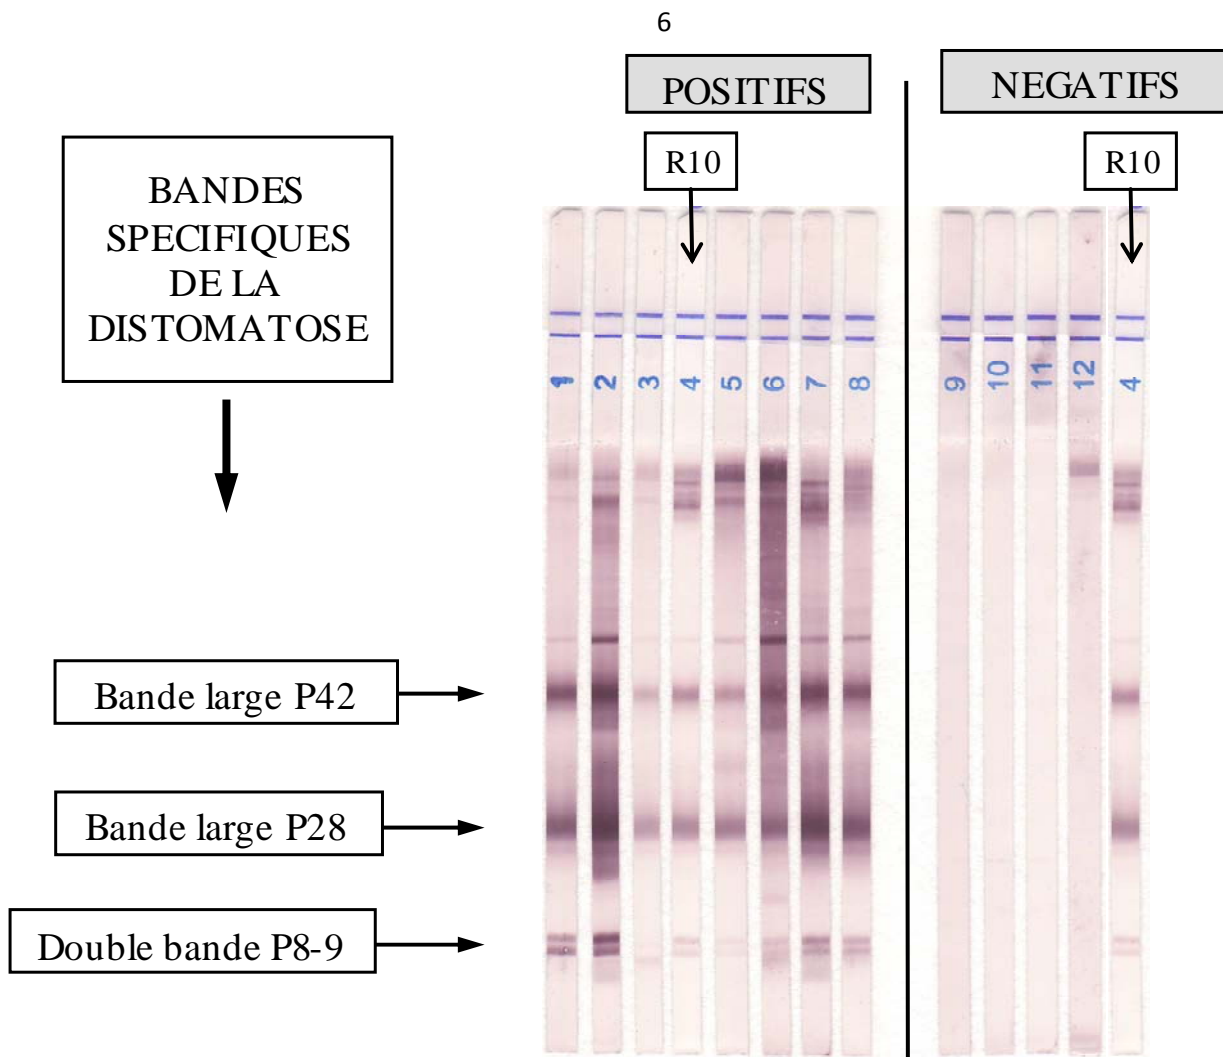 6
POSITIFS
NEGATIFS
R10
R10
BANDES
SPECIFIQUES
DE LA
DISTOMATOSE
1 2 3 4 5 6 7 8 9 10 11 12 4
Bande large P42
Bande large P28
Double bande P8-9